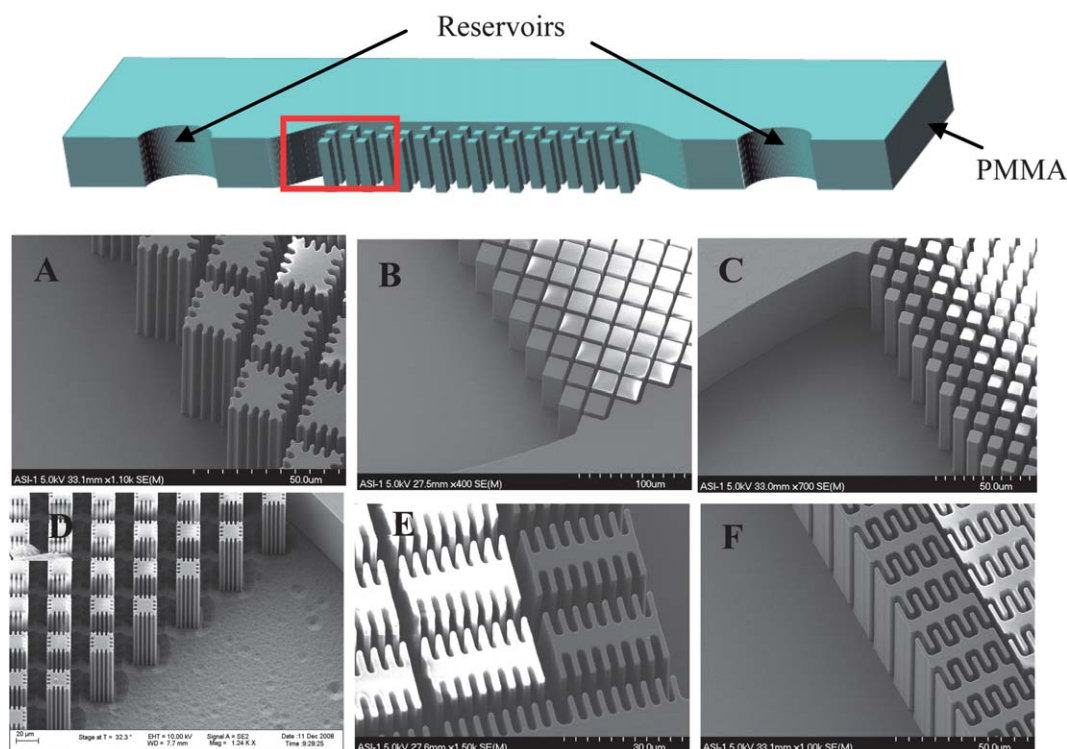 Reservoirs
PMMA
A
ASI-1 5.0kV 33.1mm x1.10k SE(M)
50.0um
B
ASI-1 5.0kV 27.5mm x400 SE(M)
100um
C
ASI-1 5.0kV 33.0mm x700 SE(M)
50.0um
D
20 µm
Stage at T = 32.3 °
EHT = 10.00 kV
WD = 7.7 mm
Signal A = SE2
Mag = 1.24 K X
Date :11 Dec 2008
Time :9:28:25
E
ASI-1 5.0kV 27.6mm x1.50k SE(M)
30.0um
F
ASI-1 5.0kV 33.1mm x1.00k SE(M)
50.0um